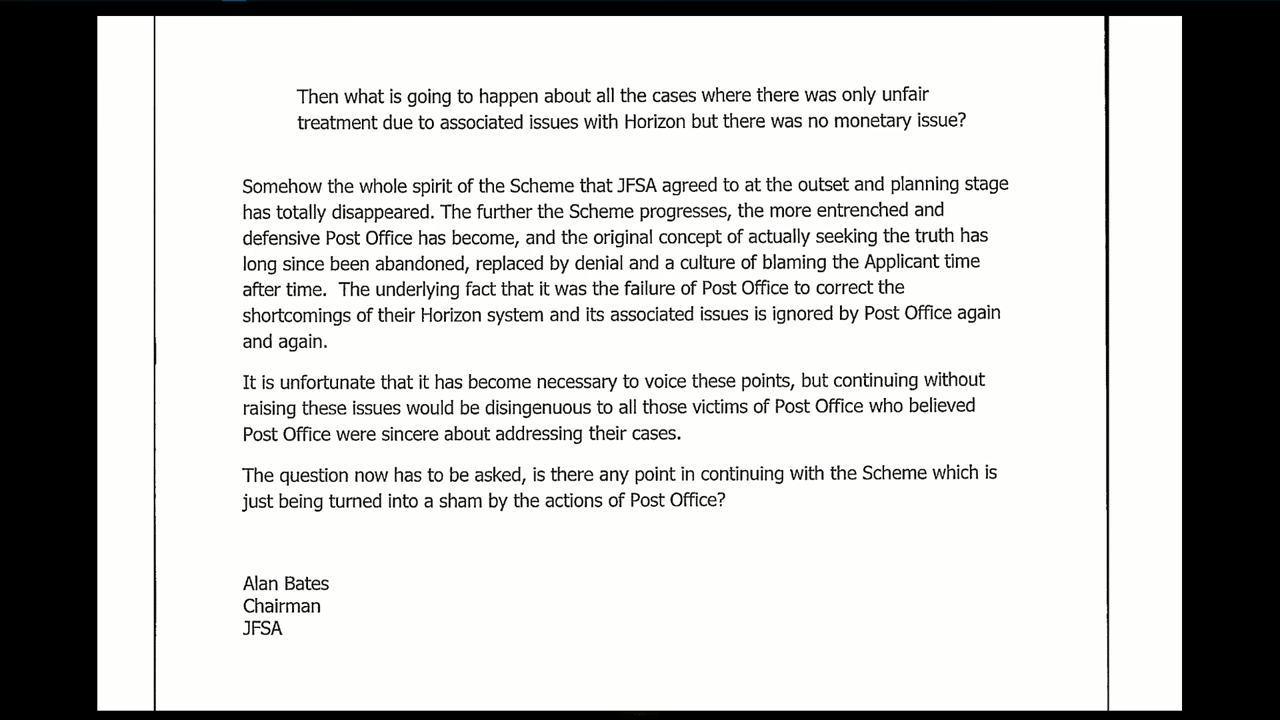 Then what is going to happen about all the cases where there was only unfair
treatment due to associated issues with Horizon but there was no monetary issue?
Somehow the whole spirit of the Scheme that JFSA agreed to at the outset and planning stage
has totally disappeared. The further the Scheme progresses, the more entrenched and
defensive Post Office has become, and the original concept of actually seeking the truth has
long since been abandoned, replaced by denial and a culture of blaming the Applicant time
after time.  The underlying fact that it was the failure of Post Office to correct the
shortcomings of their Horizon system and its associated issues is ignored by Post Office again
and again.
It is unfortunate that it has become necessary to voice these points, but continuing without
raising these issues would be disingenuous to all those victims of Post Office who believed
Post Office were sincere about addressing their cases.
The question now has to be asked, is there any point in continuing with the Scheme which is
just being turned into a sham by the actions of Post Office?
Alan Bates
Chairman
JFSA